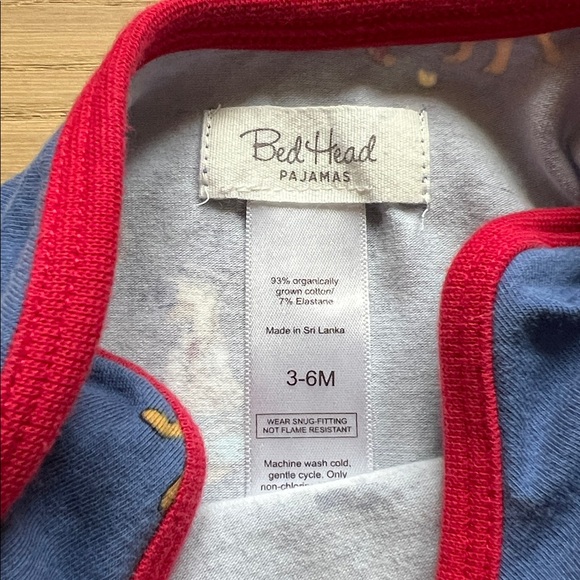 Bed Head
PAJAMAS
93% organically
grown cotton/
7% Elastane
Made in Sri Lanka
3-6M
WEAR SNUG-FITTING
NOT FLAME RESISTANT
Machine wash cold,
gentle cycle. Only